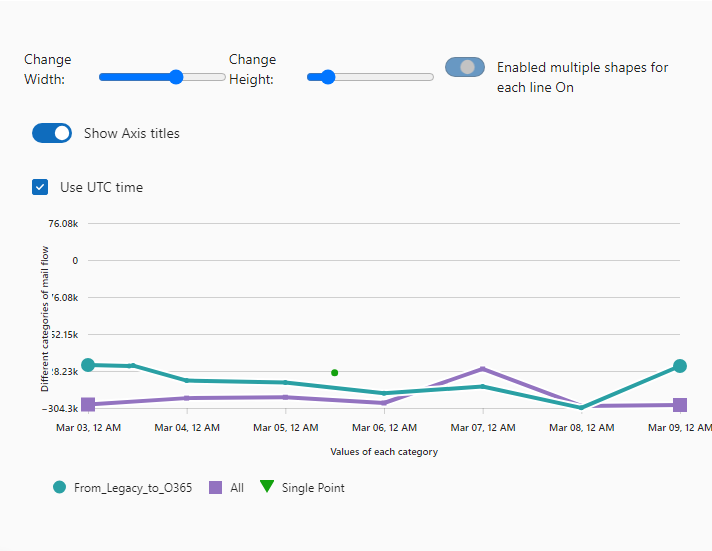 Change
Width:
Change
Height:
Enabled multiple shapes for
each line On
Show Axis titles
Use UTC time
76.08k
0
76.08k
52.15k
28.23k
−304.3k
Different categories of mail flow
Mar 03, 12 AM
Mar 04, 12 AM
Mar 05, 12 AM
Mar 06, 12 AM
Mar 07, 12 AM
Mar 08, 12 AM
Mar 09, 12 AM
Values of each category
From_Legacy_to_O365
All
Single Point